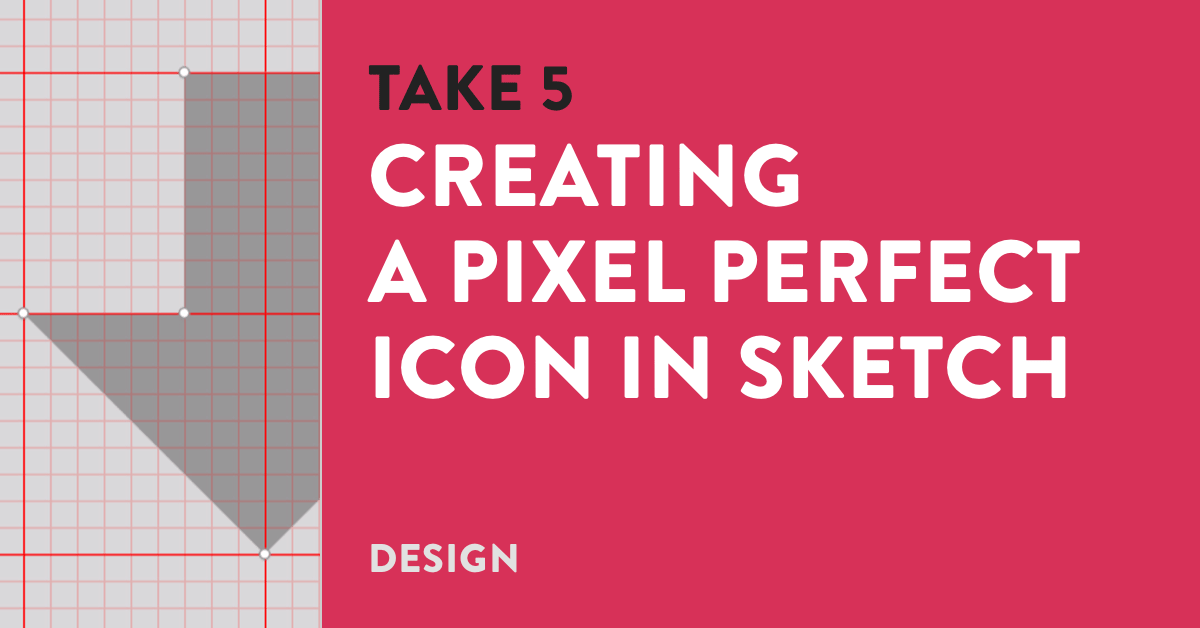 TAKE 5
CREATING
A PIXEL PERFECT
ICON IN SKETCH
DESIGN